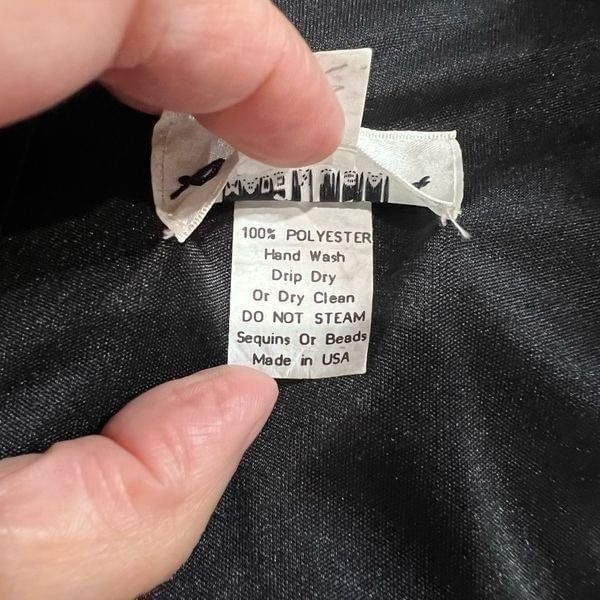 100% POLYESTER
Hand Wash
Drip Dry
Or Dry Clean
DO NOT STEAM
Sequins Or Beads
Made in USA